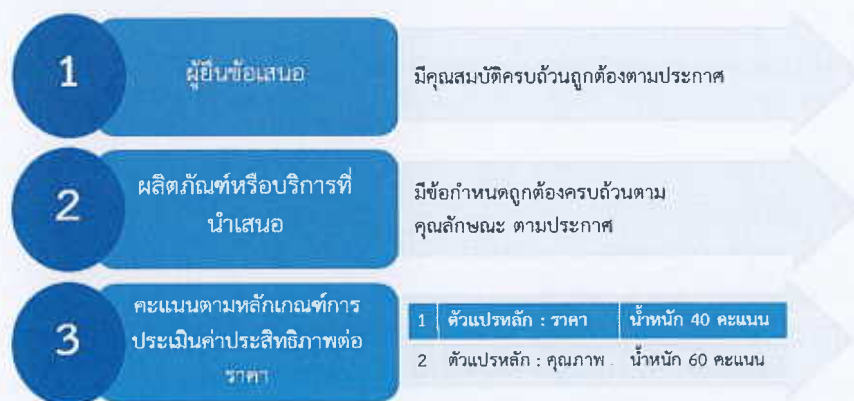 1
ผู้ยื่นข้อเสนอ
มีคุณสมบัติครบถ้วนถูกต้องตามประกาศ
2
ผลิตภัณฑ์หรือบริการที่
นำเสนอ
มีข้อกำหนดถูกต้องครบถ้วนตาม
คุณลักษณะ ตามประกาศ
3
คะแนนตามหลักเกณฑ์การ
ประเมินค่าประสิทธิภาพต่อ
ราคา
1 ตัวแปรหลัก : ราคา น้ำหนัก 40 คะแนน
2 ตัวแปรหลัก : คุณภาพ น้ำหนัก 60 คะแนน